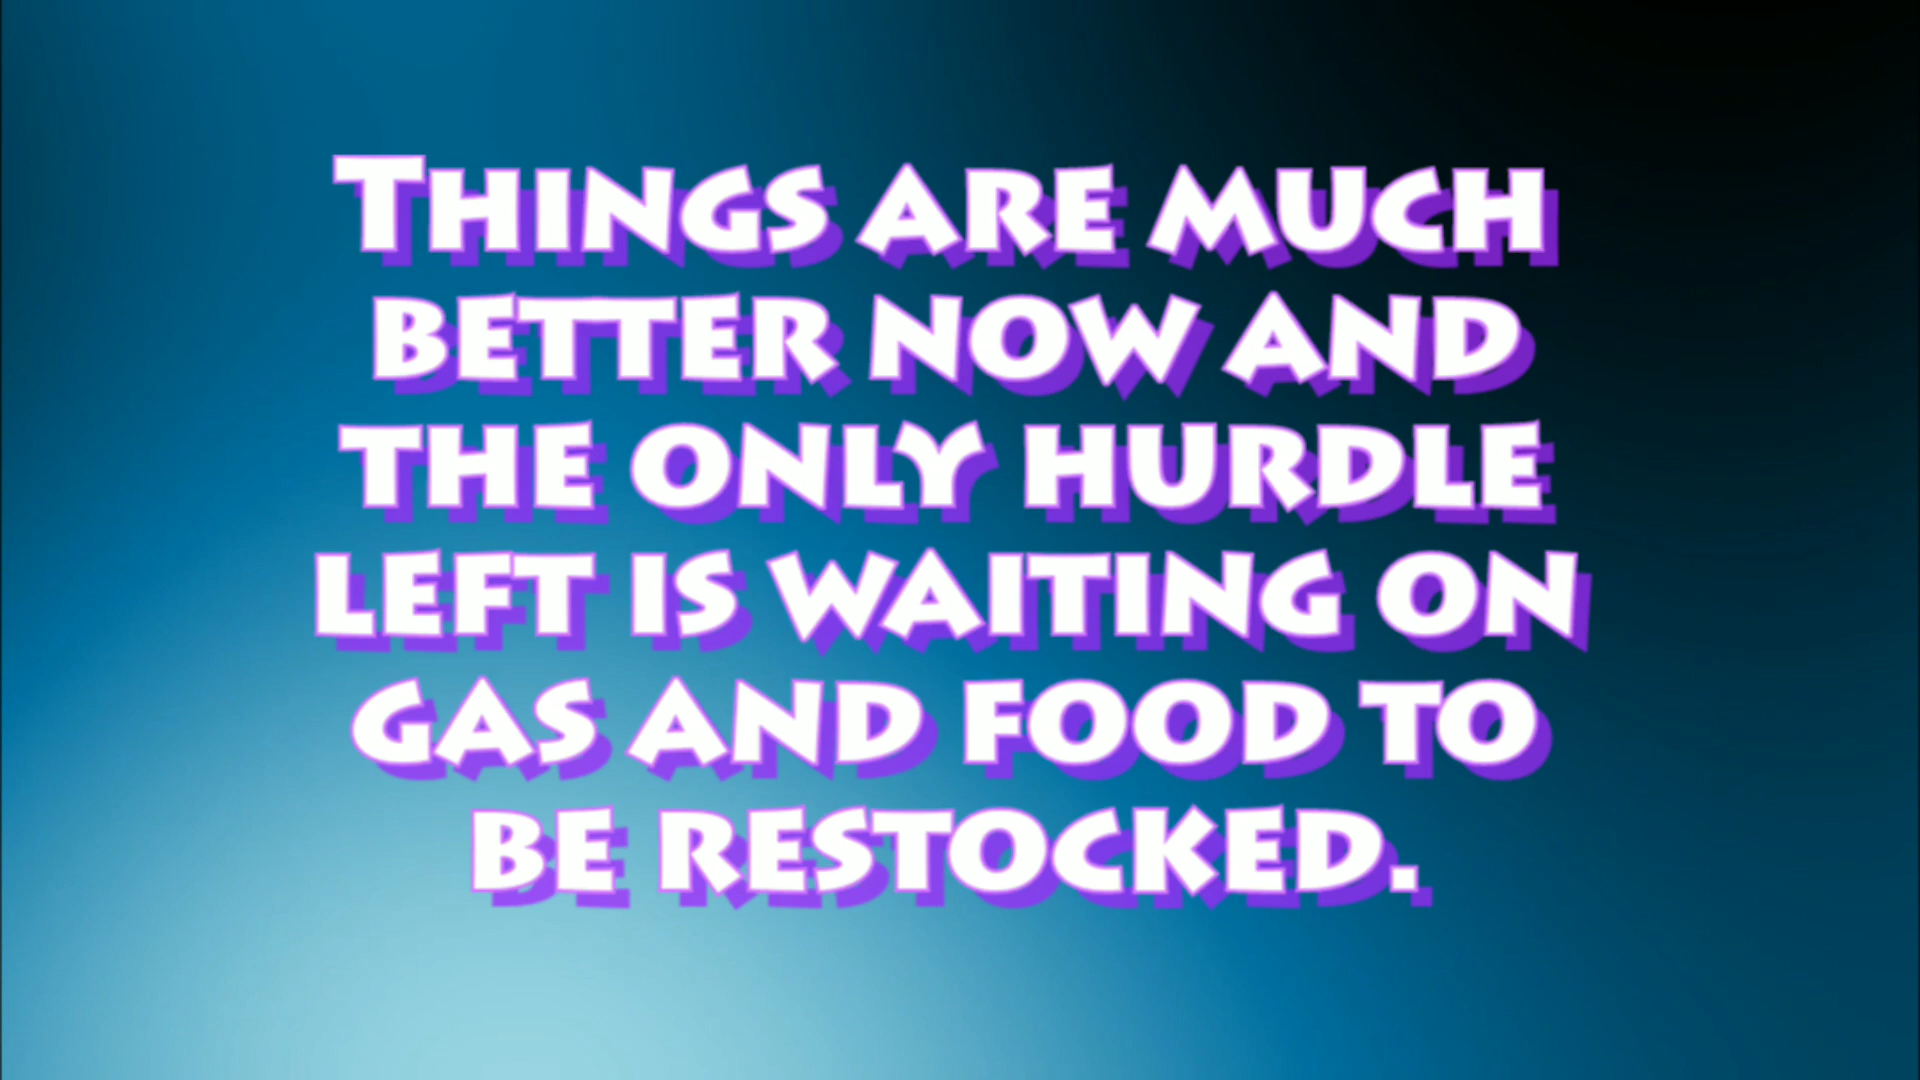 Things are much
better now and
the only hurdle
left is waiting on
gas and food to
be restocked.